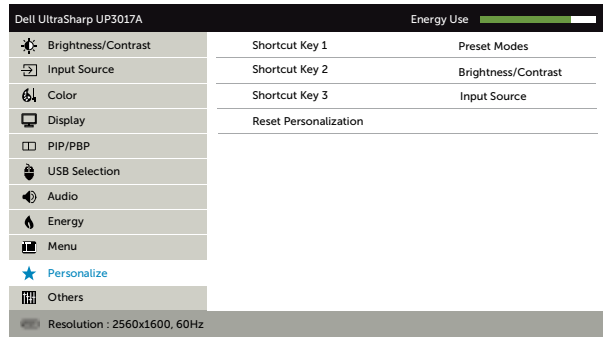 Dell UltraSharp UP3017A Energy Use
Brightness/Contrast Shortcut Key 1 Preset Modes
Input Source Shortcut Key 2 Brightness/Contrast
Color Shortcut Key 3 Input Source
Display Reset Personalization
PIP/PBP
USB Selection
Audio
Energy
Menu
Personalize
Others
Resolution : 2560x1600, 60Hz